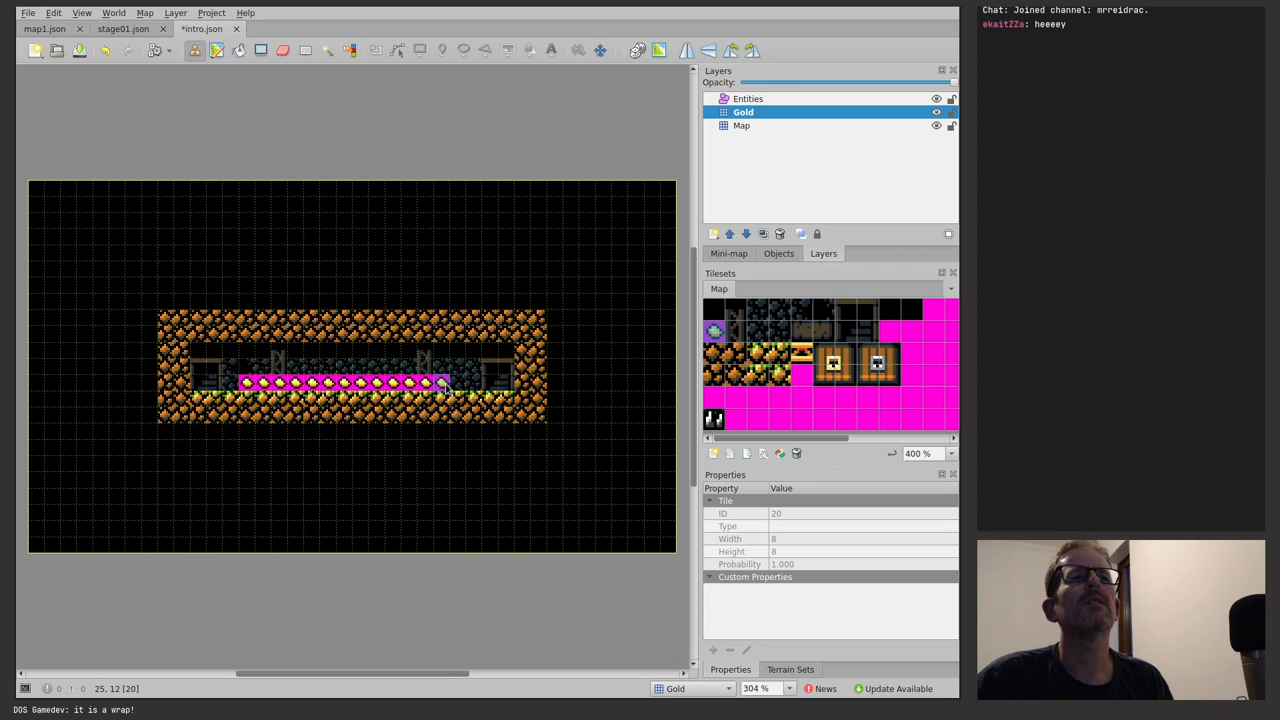 File Edit View World Map Layer Project Help
map1.json stage01.json *intro.json
Layers
Opacity:
Entities
Gold
Map
Mini-map Objects Layers
Tilesets
Map
400 %
Properties
Property Value
Tile
ID 20
Type
Width 8
Height 8
Probability 1.000
Custom Properties
Properties Terrain Sets
0 0 25, 12 [20] Gold 304 % News Update Available
DOS Gamedev: it is a wrap!
Chat: Joined channel: mrreidrac.
ekaitZZa: heeeey